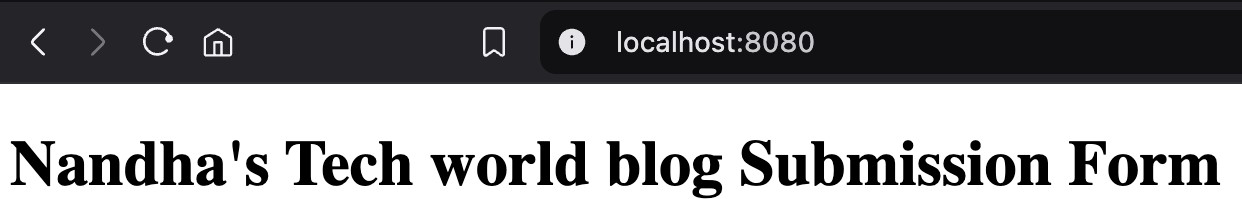 localhost:8080
Nandha's Tech world blog Submission Form